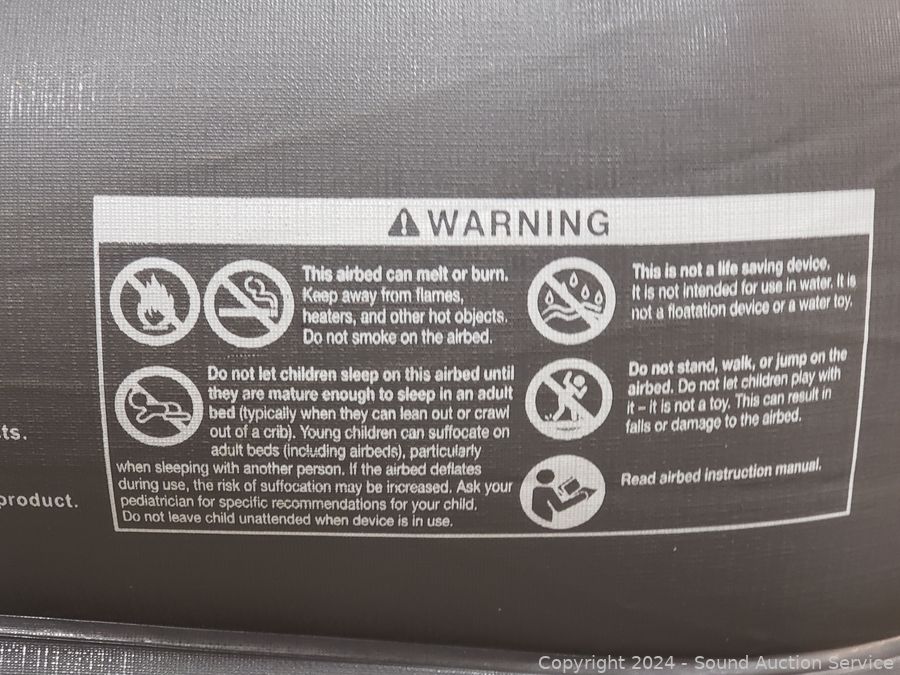 ⚠WARNING
This airbed can melt or burn.
Keep away from flames,
heaters, and other hot objects.
Do not smoke on the airbed.
Do not let children sleep on this airbed until
they are mature enough to sleep in an adult
bed (typically when they can lean out or crawl
out of a crib). Young children can suffocate on
adult beds (including airbeds), particularly
when sleeping with another person. If the airbed deflates
during use, the risk of suffocation may be increased. Ask your
pediatrician for specific recommendations for your child.
Do not leave child unattended when device is in use.
This is not a life saving device.
It is not intended for use in water. It is
not a floatation device or a water toy.
Do not stand, walk, or jump on the
airbed. Do not let children play with
it – it is not a toy. This can result in
falls or damage to the airbed.
Read airbed instruction manual.
ts.
product.
Copyright 2024 - Sound Auction Service